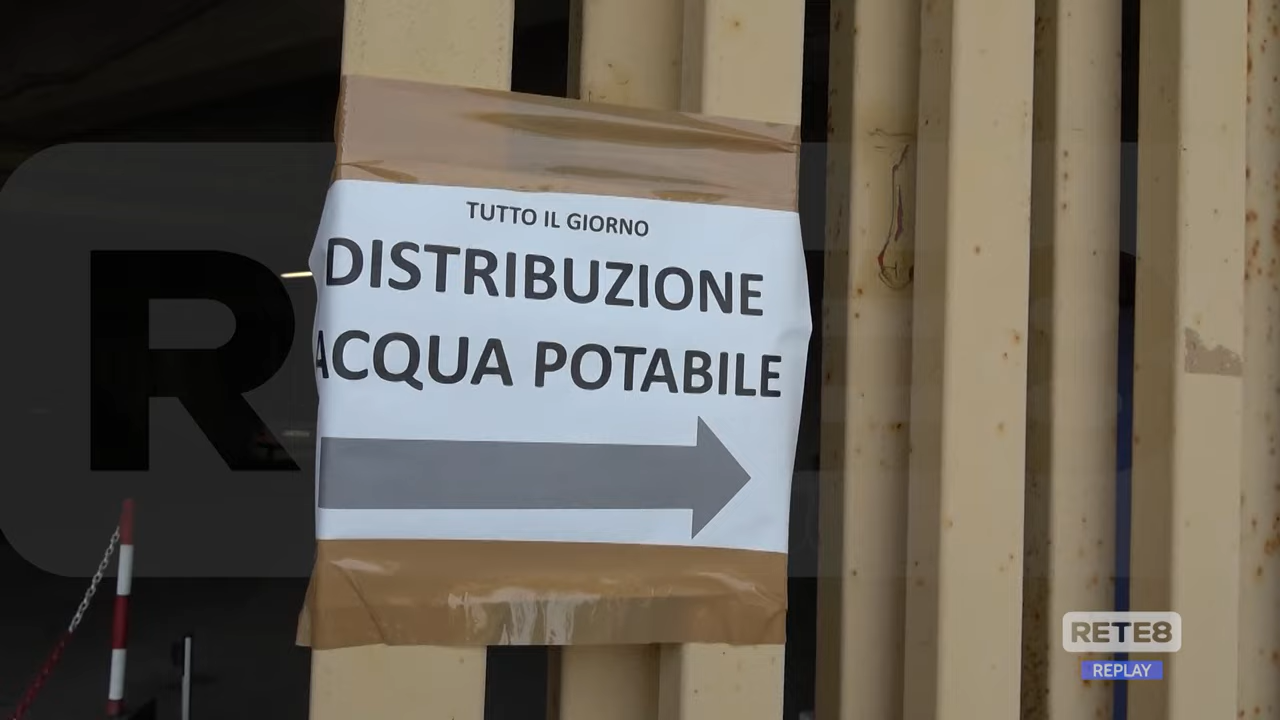 TUTTO IL GIORNO
DISTRIBUZIONE
ACQUA POTABILE
RETE8
REPLAY